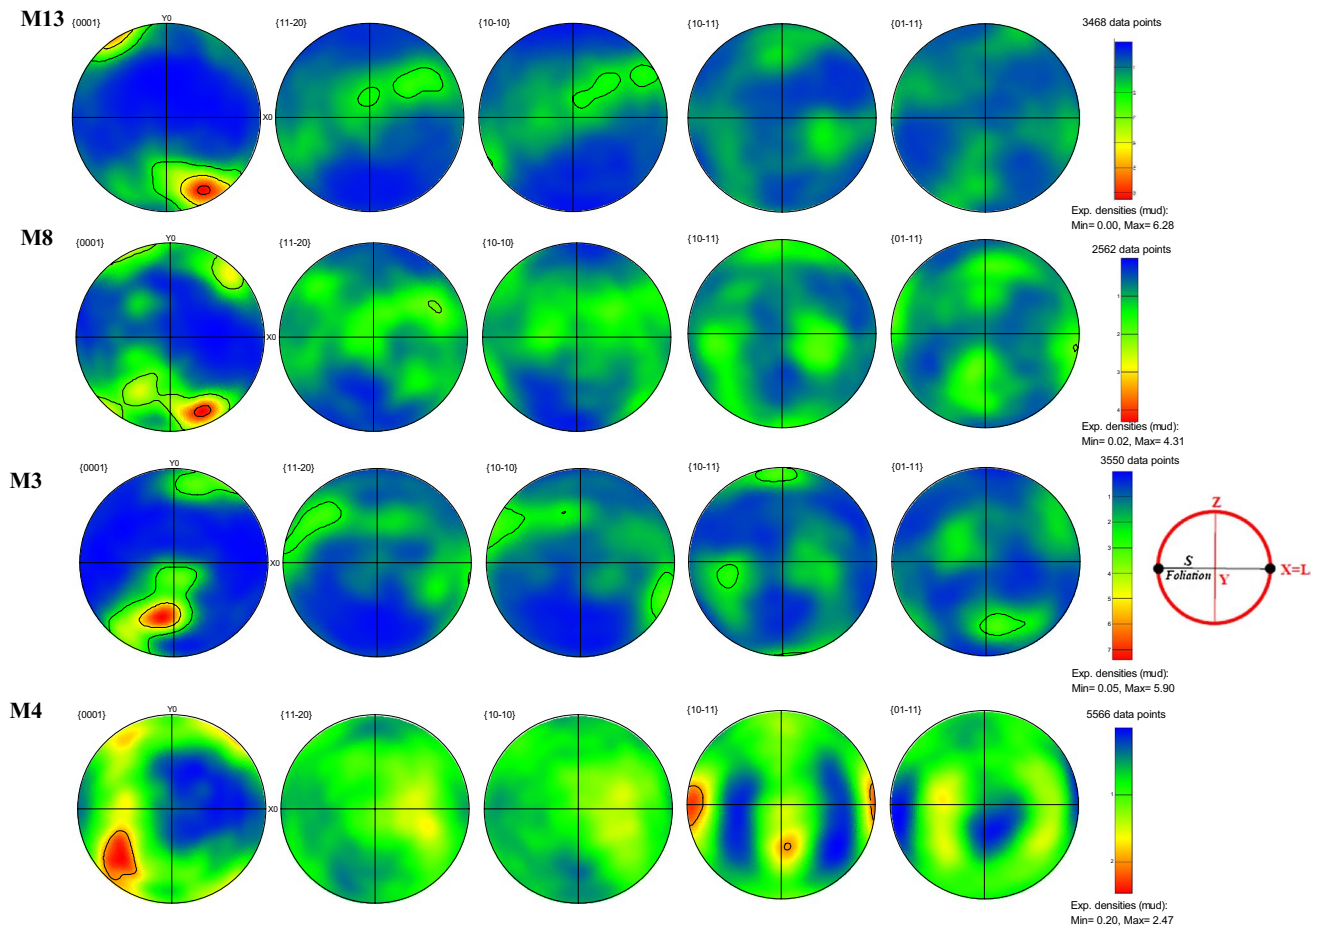 M13
{0001}
Y0
{11-20}
{10-10}
{10-11}
{01-11}
3468 data points
X0
Exp. densities (mud):
Min= 0.00, Max= 6.28
M8
{0001}
Y0
{11-20}
{10-10}
{10-11}
{01-11}
2562 data points
X0
1
2
3
4
Exp. densities (mud):
Min= 0.02, Max= 4.31
M3
{0001}
Y0
{11-20}
{10-10}
{10-11}
{01-11}
3550 data points
X0
1
2
3
4
5
6
7
Exp. densities (mud):
Min= 0.05, Max= 5.90
Z
S
Foliation
Y
X=L
M4
{0001}
Y0
{11-20}
{10-10}
{10-11}
{01-11}
5566 data points
X0
1
2
Exp. densities (mud):
Min= 0.20, Max= 2.47